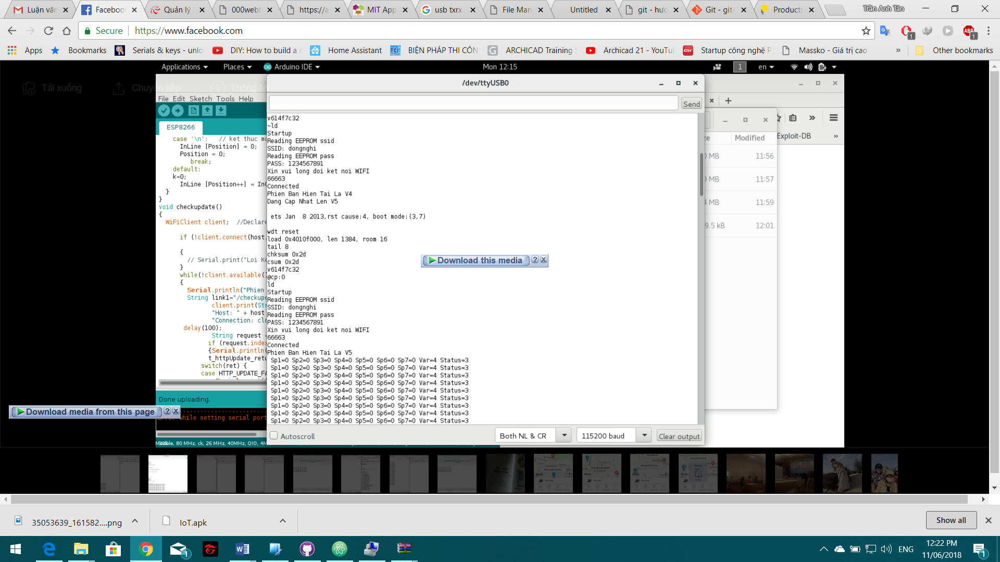 Luận văn
Facebook
Quản lý
000webh
https://a
MIT App
usb txrx
File Man
Untitled
git - hướ
Git - git-
Products
Trần Anh Tân
Secure
https://www.facebook.com
Apps
Bookmarks
Serials & keys - unlo
DIY: How to build a
Home Assistant
BIỆN PHÁP THI CÔN
ARCHICAD Training
Archicad 21 - YouTu
Startup công nghệ P
Massko - Giá trị cao
»
Other bookmarks
Applications
Places
Arduino IDE
Mon 12:15
1
en
Tải xuống
Chuyển tiếp
Thông tin
/dev/ttyUSB0
File Edit Sketch Tools Help
Send
ESP8266
case '\n': // ket thuc mo
InLine [Position] = 0;
Position = 0;
break;
default:
k=0;
InLine [Position++] = InC
}
}
void checkupdate()
{
WiFiClient client; //Declare
if (!client.connect(host,
{
// Serial.print("Loi Ke
}
while(!client.available()
{
Serial.println("Phien
String link1="/checkupd
client.print(Str
"Host: " + host
"Connection: clo
delay(100);
String request =
if (request.index
{Serial.println(
t_httpUpdate_retu
switch(ret) {
case HTTP_UPDATE_FA
Done uploading.
Error while setting serial port
Module, 80 MHz, ck, 26 MHz, 40MHz, QIO, 4M
v614f7c32
~ld
Startup
Reading EEPROM ssid
SSID: dongnghi
Reading EEPROM pass
PASS: 1234567891
Xin vui long doi ket noi WIFI
66663
Connected
Phien Ban Hien Tai La V4
Dang Cap Nhat Len V5
ets Jan 8 2013,rst cause:4, boot mode:(3,7)
wdt reset
load 0x4010f000, len 1384, room 16
tail 8
chksum 0x2d
csum 0x2d
v614f7c32
@cp:0
ld
Startup
Reading EEPROM ssid
SSID: dongnghi
Reading EEPROM pass
PASS: 1234567891
Xin vui long doi ket noi WIFI
66663
Connected
Phien Ban Hien Tai La V5
Sp1=0 Sp2=0 Sp3=0 Sp4=0 Sp5=0 Sp6=0 Sp7=0 Var=4 Status=3
Sp1=0 Sp2=0 Sp3=0 Sp4=0 Sp5=0 Sp6=0 Sp7=0 Var=4 Status=3
Sp1=0 Sp2=0 Sp3=0 Sp4=0 Sp5=0 Sp6=0 Sp7=0 Var=4 Status=3
Sp1=0 Sp2=0 Sp3=0 Sp4=0 Sp5=0 Sp6=0 Sp7=0 Var=4 Status=3
Sp1=0 Sp2=0 Sp3=0 Sp4=0 Sp5=0 Sp6=0 Sp7=0 Var=4 Status=3
Sp1=0 Sp2=0 Sp3=0 Sp4=0 Sp5=0 Sp6=0 Sp7=0 Var=4 Status=3
Sp1=0 Sp2=0 Sp3=0 Sp4=0 Sp5=0 Sp6=0 Sp7=0 Var=4 Status=3
Sp1=0 Sp2=0 Sp3=0 Sp4=0 Sp5=0 Sp6=0 Sp7=0 Var=4 Status=3
Sp1=0 Sp2=0 Sp3=0 Sp4=0 Sp5=0 Sp6=0 Sp7=0 Var=4 Status=3
Download this media
Download media from this page
Autoscroll
Both NL & CR
115200 baud
Clear output
Exploit-DB
»
ze
Modified
0 MB
11:56
9 MB
11:57
4 MB
11:59
9.5 kB
12:01
35053639_161582....png
IoT.apk
Show all
ENG
12:22 PM
11/06/2018
1
1